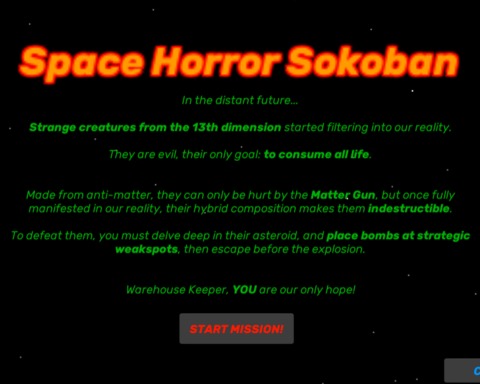 Space Horror Sokoban
In the distant future...
Strange creatures from the 13th dimension started filtering into our reality.
They are evil, their only goal: to consume all life.
Made from anti-matter, they can only be hurt by the Matter Gun, but once fully
manifested in our reality, their hybrid composition makes them indestructible.
To defeat them, you must delve deep in their asteroid, and place bombs at strategic
weakspots, then escape before the explosion.
Warehouse Keeper, YOU are our only hope!
START MISSION!